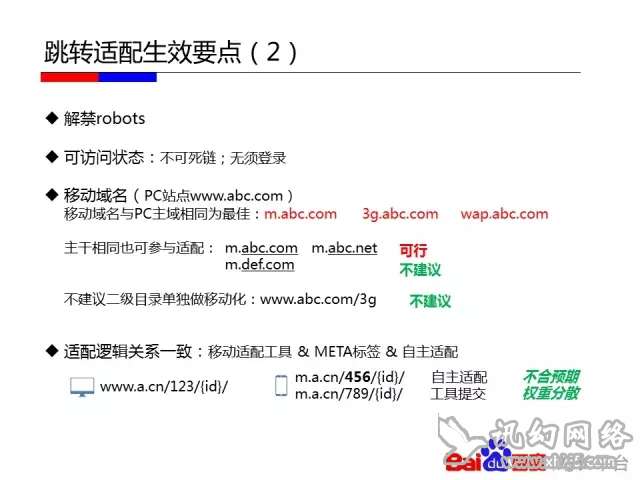 跳转适配生效要点（2）
◆ 解禁robots
◆ 可访问状态：不可死链；无须登录
◆ 移动域名（PC站点www.abc.com）
移动域名与PC主域相同为最佳：m.abc.com 3g.abc.com wap.abc.com
主干相同也可参与适配： m.abc.com m.abc.net 可行
m.def.com 不建议
不建议二级目录单独做移动化：www.abc.com/3g 不建议
◆ 适配逻辑关系一致：移动适配工具 & META标签 & 自主适配
www.a.cn/123/{id}/ m.a.cn/456/{id}/ 自主适配 不合预期
m.a.cn/789/{id}/ 工具提交 权重分散
讯幻网络
Bai du 百度
平台